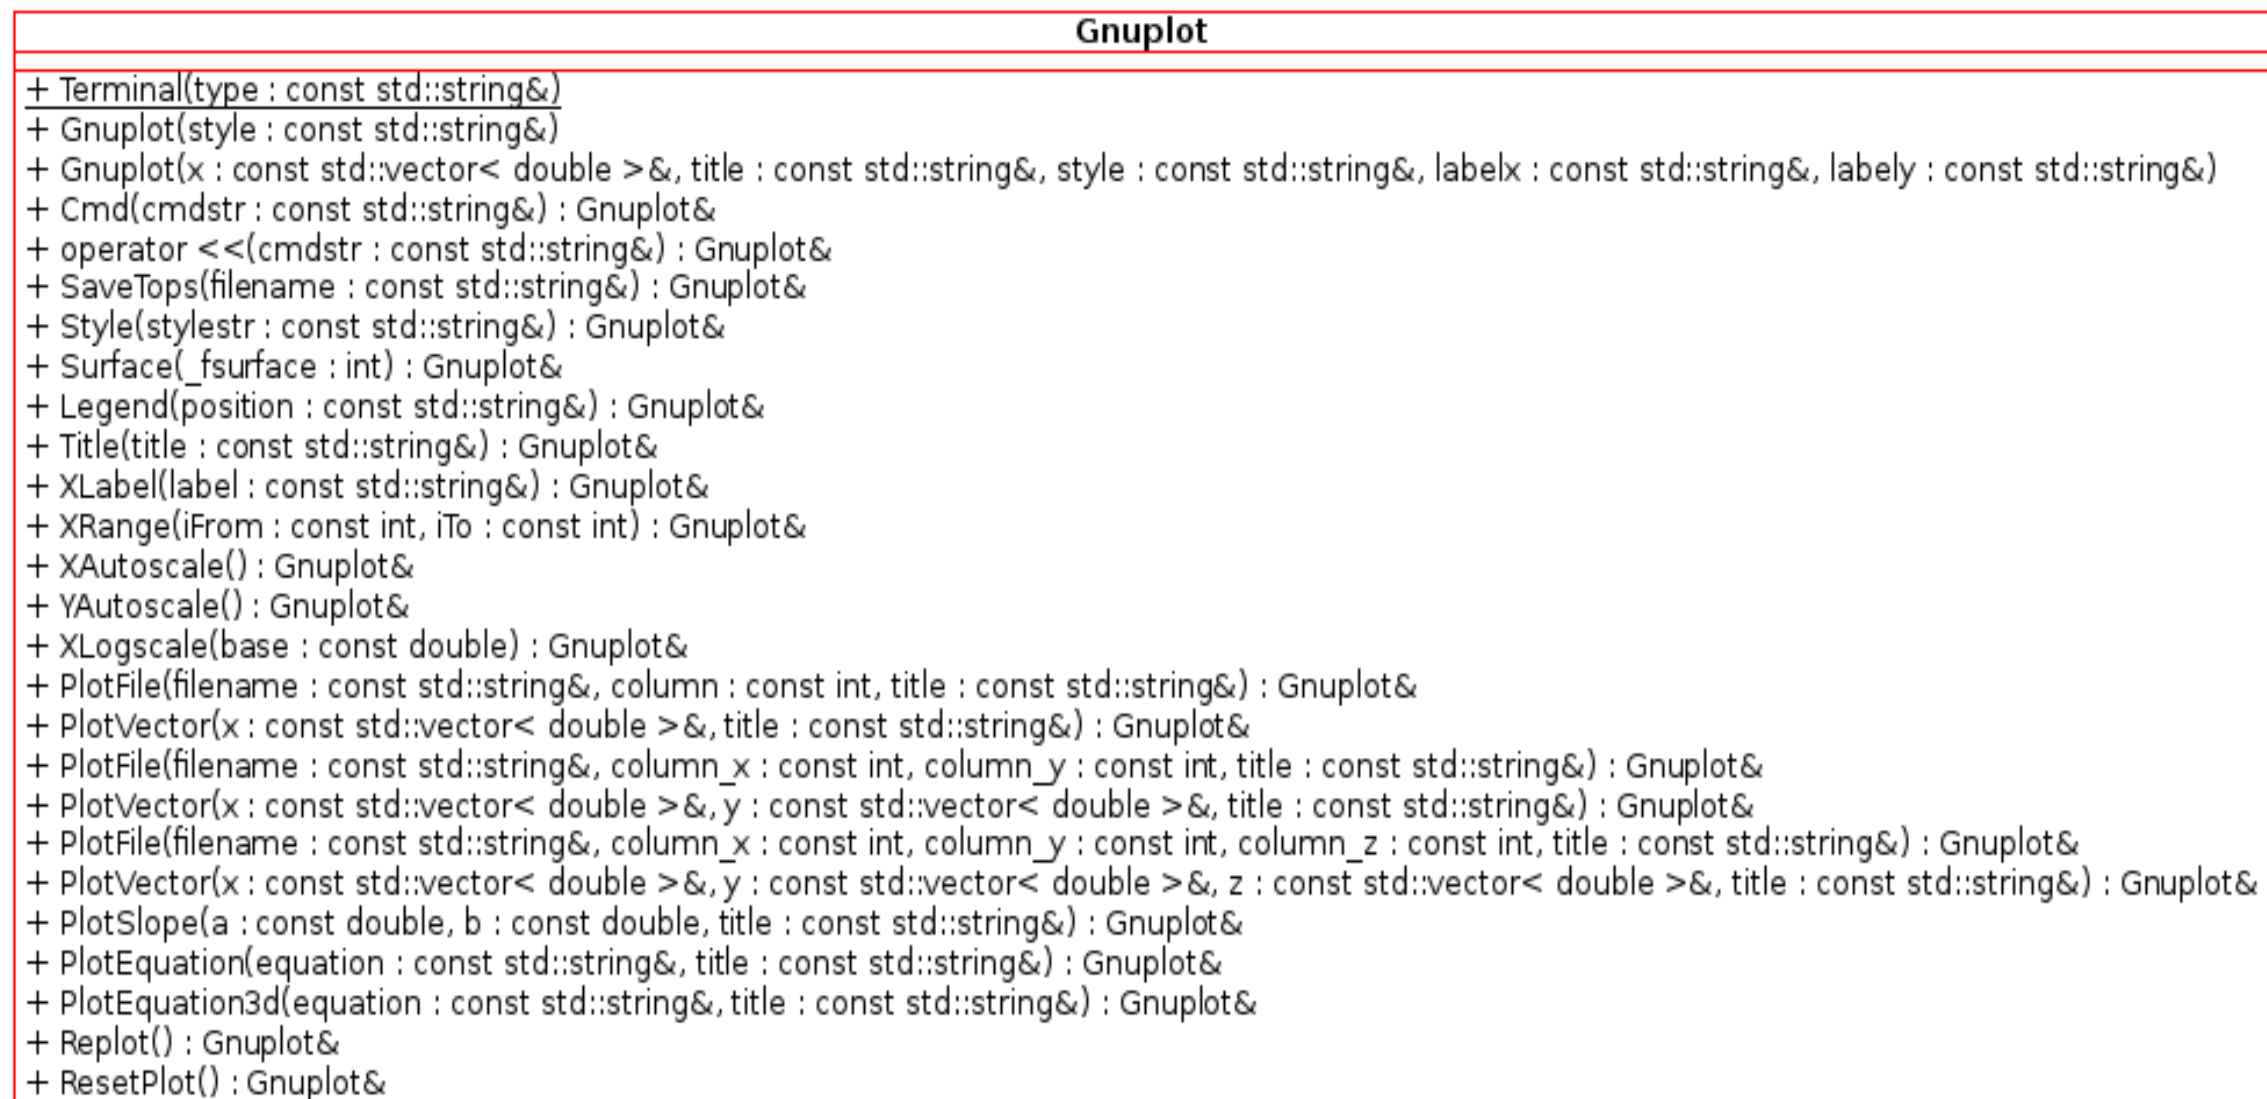 Gnuplot
+ Terminal(type : const std::string&)
+ Gnuplot(style : const std::string&)
+ Gnuplot(x : const std::vector< double >&, title : const std::string&, style : const std::string&, labelx : const std::string&, labely : const std::string&)
+ Cmd(cmdstr : const std::string&) : Gnuplot&
+ operator <<(cmdstr : const std::string&) : Gnuplot&
+ SaveTops(filename : const std::string&) : Gnuplot&
+ Style(stylestr : const std::string&) : Gnuplot&
+ Surface(_fsurface : int) : Gnuplot&
+ Legend(position : const std::string&) : Gnuplot&
+ Title(title : const std::string&) : Gnuplot&
+ XLabel(label : const std::string&) : Gnuplot&
+ XRange(iFrom : const int, iTo : const int) : Gnuplot&
+ XAutoscale() : Gnuplot&
+ YAutoscale() : Gnuplot&
+ XLogscale(base : const double) : Gnuplot&
+ PlotFile(filename : const std::string&, column : const int, title : const std::string&) : Gnuplot&
+ PlotVector(x : const std::vector< double >&, title : const std::string&) : Gnuplot&
+ PlotFile(filename : const std::string&, column_x : const int, column_y : const int, title : const std::string&) : Gnuplot&
+ PlotVector(x : const std::vector< double >&, y : const std::vector< double >&, title : const std::string&) : Gnuplot&
+ PlotFile(filename : const std::string&, column_x : const int, column_y : const int, column_z : const int, title : const std::string&) : Gnuplot&
+ PlotVector(x : const std::vector< double >&, y : const std::vector< double >&, z : const std::vector< double >&, title : const std::string&) : Gnuplot&
+ PlotSlope(a : const double, b : const double, title : const std::string&) : Gnuplot&
+ PlotEquation(equation : const std::string&, title : const std::string&) : Gnuplot&
+ PlotEquation3d(equation : const std::string&, title : const std::string&) : Gnuplot&
+ Replot() : Gnuplot&
+ ResetPlot() : Gnuplot&